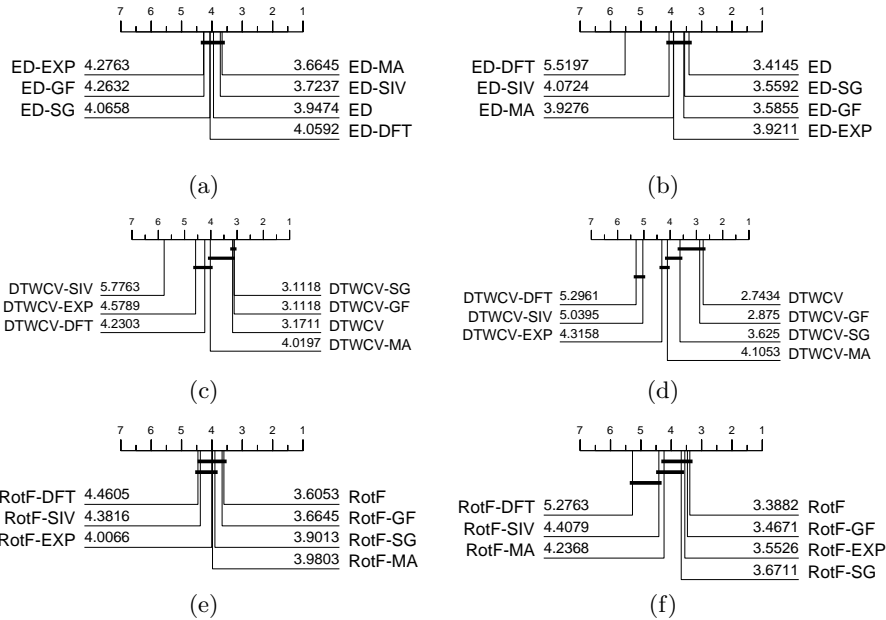 7 6 5 4 3 2 1
ED-EXP 4.2763 3.6645 ED-MA
ED-GF 4.2632 3.7237 ED-SIV
ED-SG 4.0658 3.9474 ED
4.0592 ED-DFT
(a)
7 6 5 4 3 2 1
ED-DFT 5.5197 3.4145 ED
ED-SIV 4.0724 3.5592 ED-SG
ED-MA 3.9276 3.5855 ED-GF
3.9211 ED-EXP
(b)
7 6 5 4 3 2 1
DTWCV-SIV 5.7763 3.1118 DTWCV-SG
DTWCV-EXP 4.5789 3.1118 DTWCV-GF
DTWCV-DFT 4.2303 3.1711 DTWCV
4.0197 DTWCV-MA
(c)
7 6 5 4 3 2 1
DTWCV-DFT 5.2961 2.7434 DTWCV
DTWCV-SIV 5.0395 2.875 DTWCV-GF
DTWCV-EXP 4.3158 3.625 DTWCV-SG
4.1053 DTWCV-MA
(d)
7 6 5 4 3 2 1
RotF-DFT 4.4605 3.6053 RotF
RotF-SIV 4.3816 3.6645 RotF-GF
RotF-EXP 4.0066 3.9013 RotF-SG
3.9803 RotF-MA
(e)
7 6 5 4 3 2 1
RotF-DFT 5.2763 3.3882 RotF
RotF-SIV 4.4079 3.4671 RotF-GF
RotF-MA 4.2368 3.5526 RotF-EXP
3.6711 RotF-SG
(f)